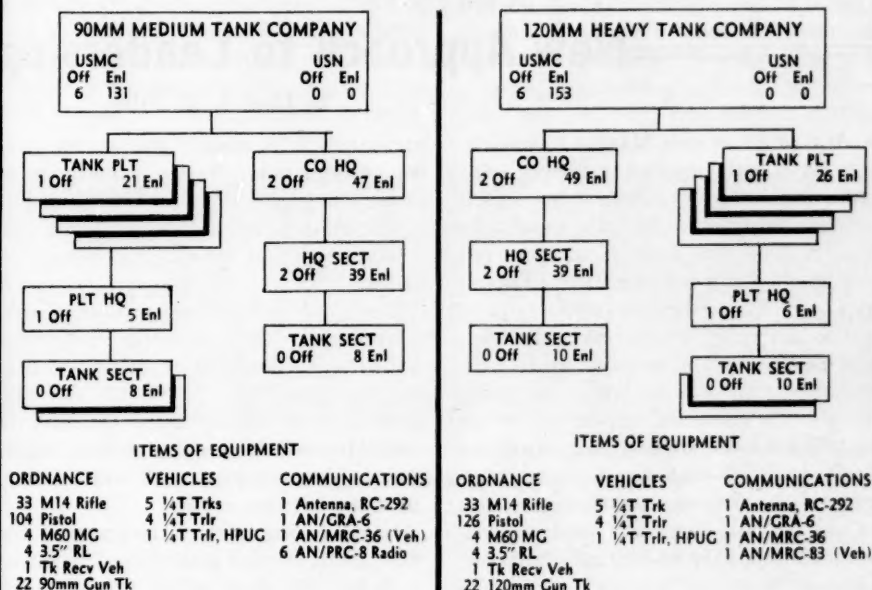 90MM MEDIUM TANK COMPANY
USMC USN
Off Enl Off Enl
6 131 0 0
TANK PLT
1 Off 21 Enl
CO HQ
2 Off 47 Enl
HQ SECT
2 Off 39 Enl
PLT HQ
1 Off 5 Enl
TANK SECT
0 Off 8 Enl
TANK SECT
0 Off 8 Enl
ITEMS OF EQUIPMENT
ORDNANCE VEHICLES COMMUNICATIONS
33 M14 Rifle 5 ¼T Trks 1 Antenna, RC-292
104 Pistol 4 ¼T Trlr 1 AN/GRA-6
4 M60 MG 1 ¼T Trlr, HPUG 1 AN/MRC-36 (Veh)
4 3.5" RL 6 AN/PRC-8 Radio
1 Tk Recv Veh
22 90mm Gun Tk
120MM HEAVY TANK COMPANY
USMC USN
Off Enl Off Enl
6 153 0 0
CO HQ
2 Off 49 Enl
TANK PLT
1 Off 26 Enl
HQ SECT
2 Off 39 Enl
PLT HQ
1 Off 6 Enl
TANK SECT
0 Off 10 Enl
TANK SECT
0 Off 10 Enl
ITEMS OF EQUIPMENT
ORDNANCE VEHICLES COMMUNICATIONS
33 M14 Rifle 5 ¼T Trk 1 Antenna, RC-292
126 Pistol 4 ¼T Trlr 1 AN/GRA-6
4 M60 MG 1 ¼T Trlr, HPUG 1 AN/MRC-36
4 3.5" RL 1 AN/MRC-83 (Veh)
1 Tk Recv Veh
22 120mm Gun Tk